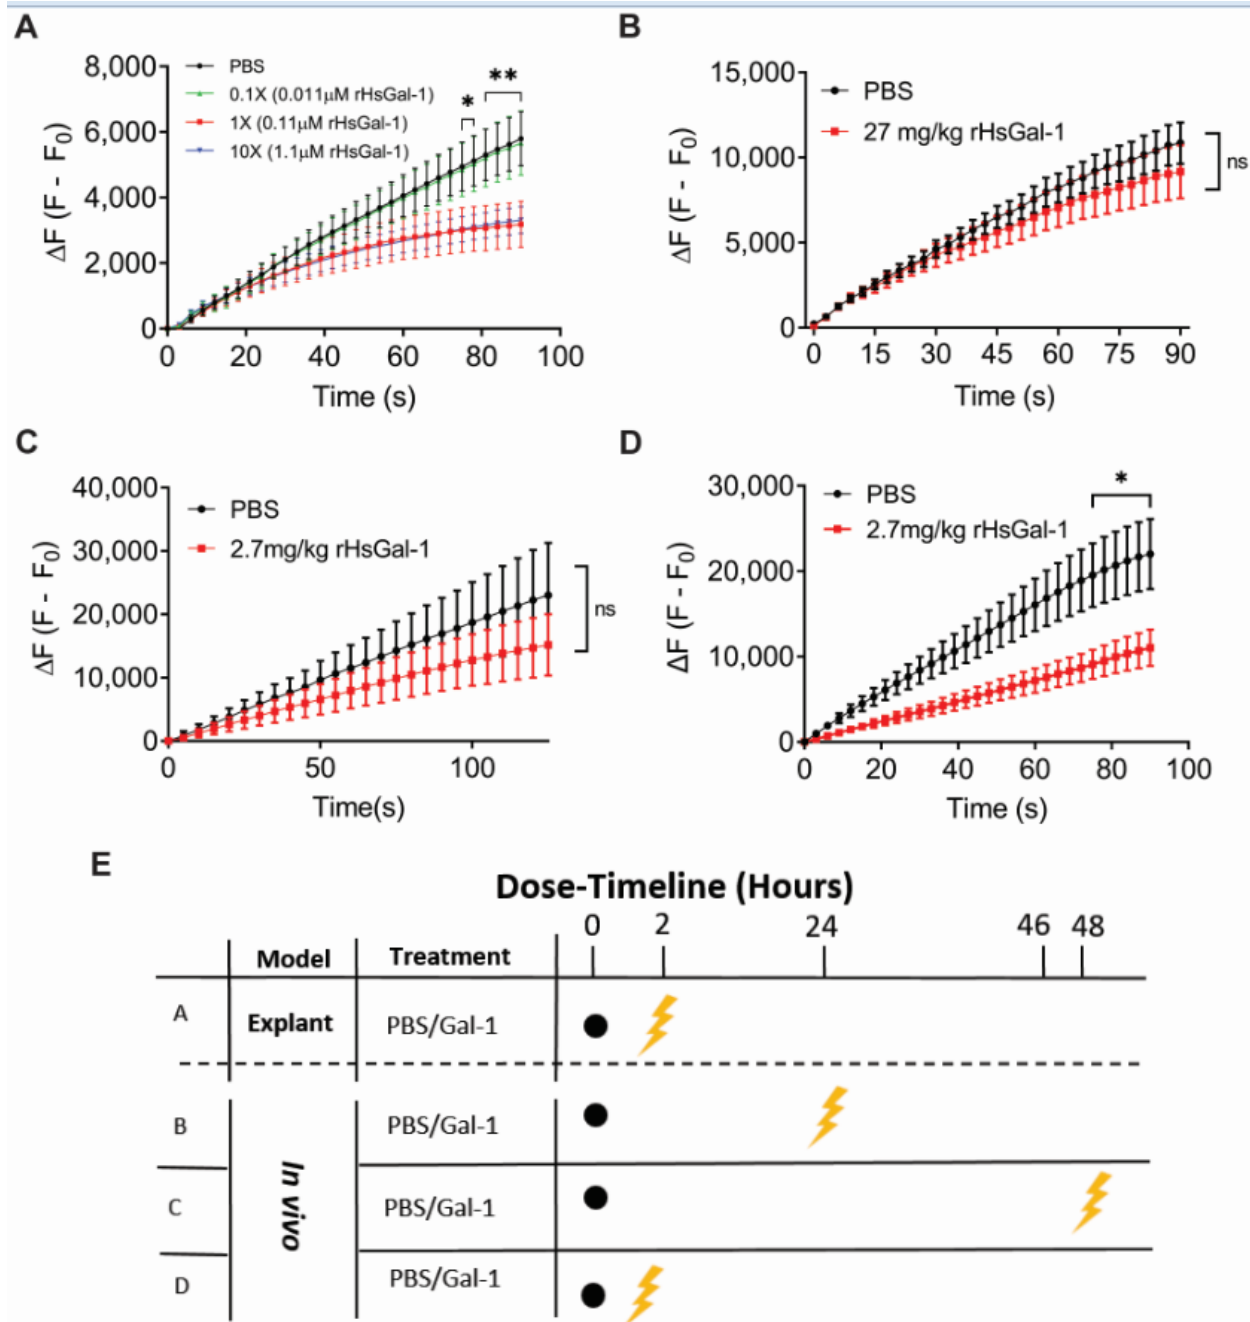 A
8,000
6,000
4,000
2,000
0
ΔF (F - F0)
PBS
0.1X (0.011μM rHsGal-1)
1X (0.11μM rHsGal-1)
10X (1.1μM rHsGal-1)
*
**
0 20 40 60 80 100
Time (s)
B
15,000
10,000
5,000
0
ΔF (F - F0)
PBS
27 mg/kg rHsGal-1
ns
0 15 30 45 60 75 90
Time (s)
C
40,000
30,000
20,000
10,000
0
ΔF (F - F0)
PBS
2.7mg/kg rHsGal-1
ns
0 50 100
Time(s)
D
30,000
20,000
10,000
0
ΔF (F - F0)
PBS
2.7mg/kg rHsGal-1
*
0 20 40 60 80 100
Time (s)
E
Dose-Timeline (Hours)
0 2 24 46 48
Model Treatment
A Explant PBS/Gal-1
B PBS/Gal-1
In vivo
C PBS/Gal-1
D PBS/Gal-1